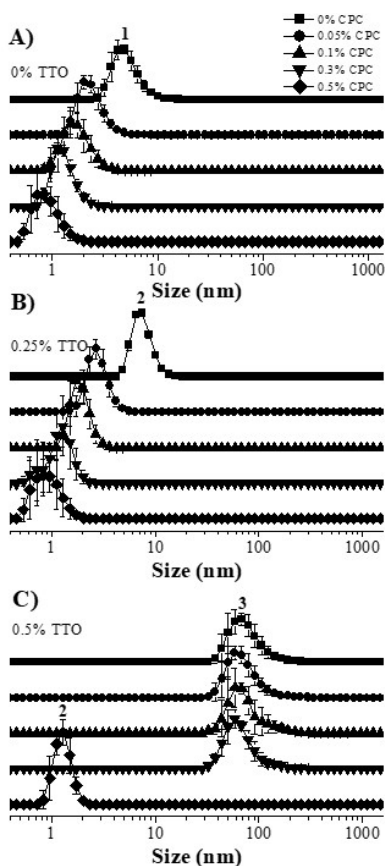 A)
0% TTO
1
0% CPC
0.05% CPC
0.1% CPC
0.3% CPC
0.5% CPC
1 10 100 1000
Size (nm)
B)
0.25% TTO
2
1 10 100 1000
Size (nm)
C)
0.5% TTO
3
2
1 10 100 1000
Size (nm)